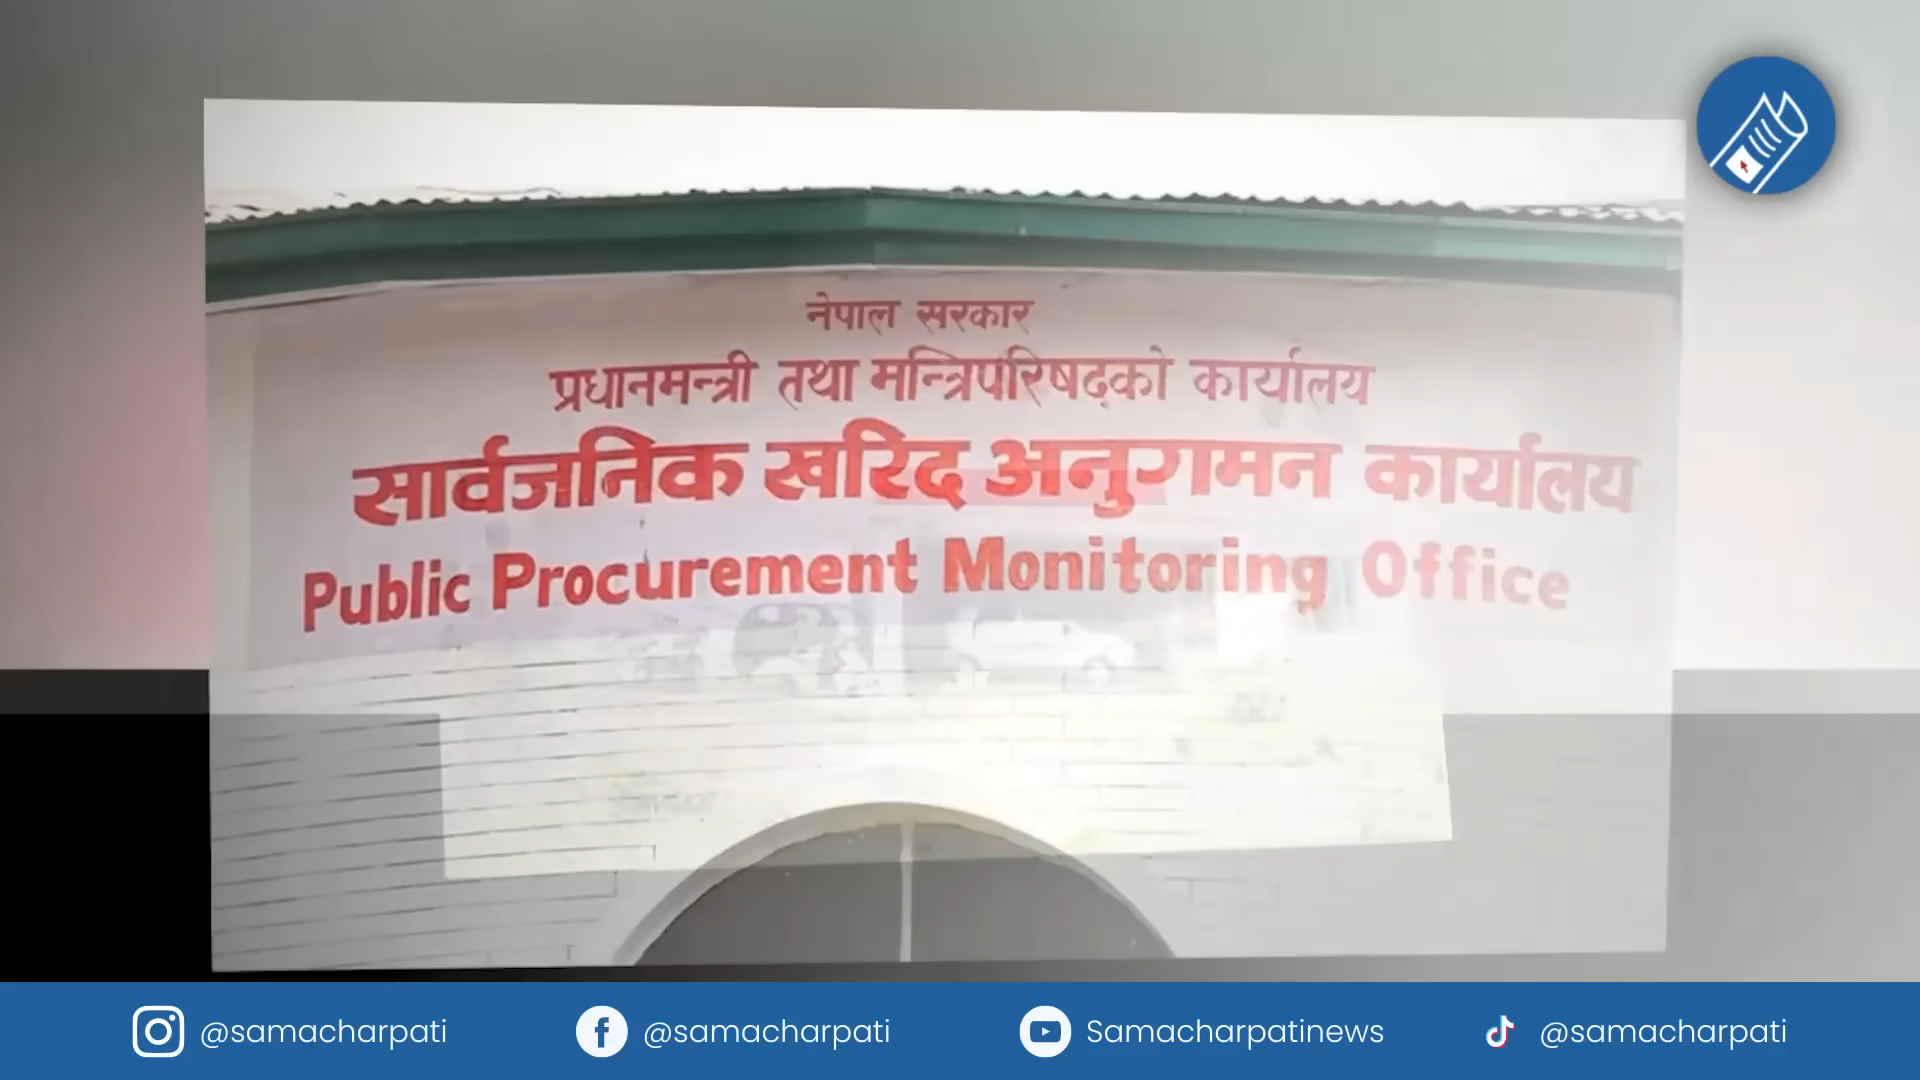 नेपाल सरकार
प्रधानमन्त्री तथा मन्त्रिपरिषद्को कार्यालय
सार्वजनिक खरिद अनुगमन कार्यालय
Public Procurement Monitoring Office
@samacharpati @samacharpati Samacharpatinews @samacharpati